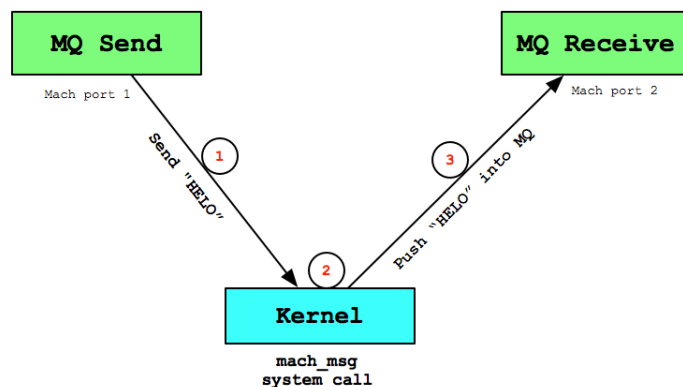 MQ Send
MQ Receive
Mach port 1
Mach port 2
1
Send "HELO"
3
Push “HELO” into MQ
2
Kernel
mach_msg
system call